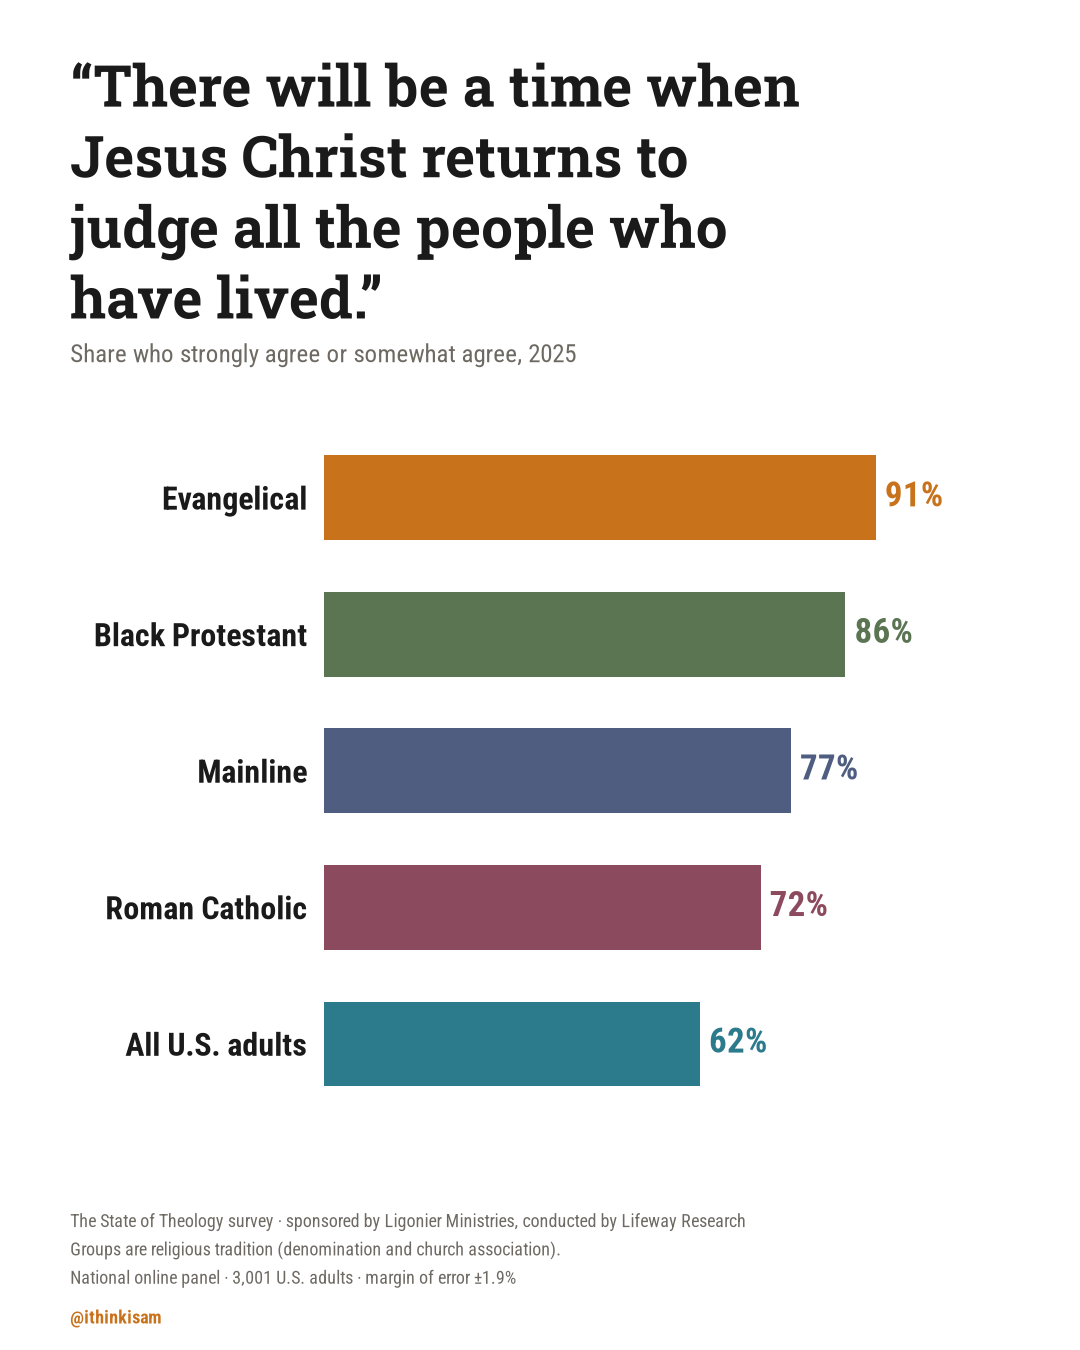 “There will be a time when
Jesus Christ returns to
judge all the people who
have lived.”
Share who strongly agree or somewhat agree, 2025
Evangelical 91%
Black Protestant 86%
Mainline 77%
Roman Catholic 72%
All U.S. adults 62%
The State of Theology survey · sponsored by Ligonier Ministries, conducted by Lifeway Research
Groups are religious tradition (denomination and church association).
National online panel · 3,001 U.S. adults · margin of error ±1.9%
@ithinkisam